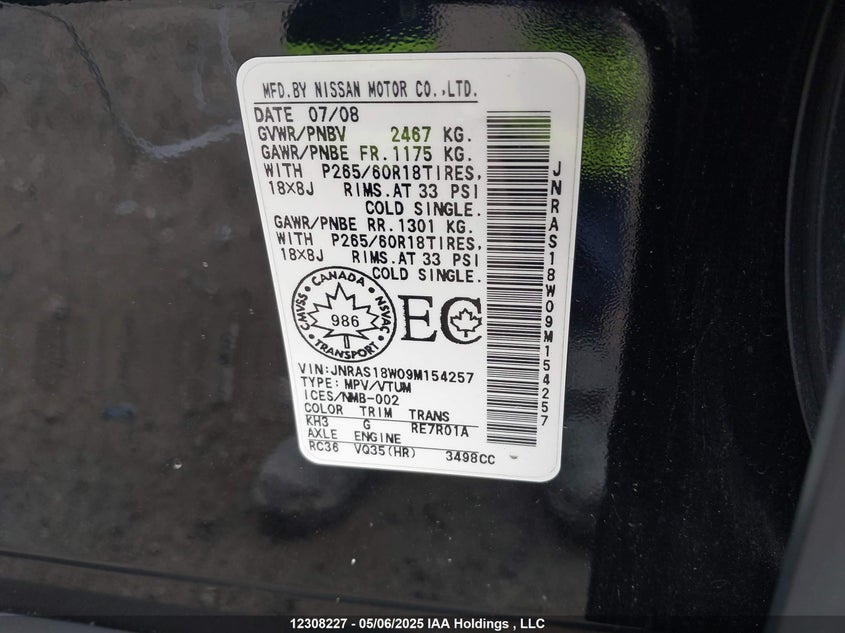 MFD.BY NISSAN MOTOR CO.,LTD.
DATE 07/08
GVWR/PNBV 2467 KG.
GAWR/PNBE FR.1175 KG.
WITH P265/60R18TIRES,
18X8J RIMS.AT 33 PSI
COLD SINGLE.
GAWR/PNBE RR.1301 KG.
WITH P265/60R18TIRES,
18X8J RIMS.AT 33 PSI
COLD SINGLE.
CANADA
CMVSS
NSVAC
986
TRANSPORT
EC
VIN:JNRAS18W09M154257
TYPE: MPV/VTUM
ICES/NMB-002
COLOR TRIM TRANS
KH3 G RE7R01A
AXLE ENGINE
RC36 VQ35(HR) 3498CC
JNRAS18W09M154257
12308227 - 05/06/2025 IAA Holdings , LLC